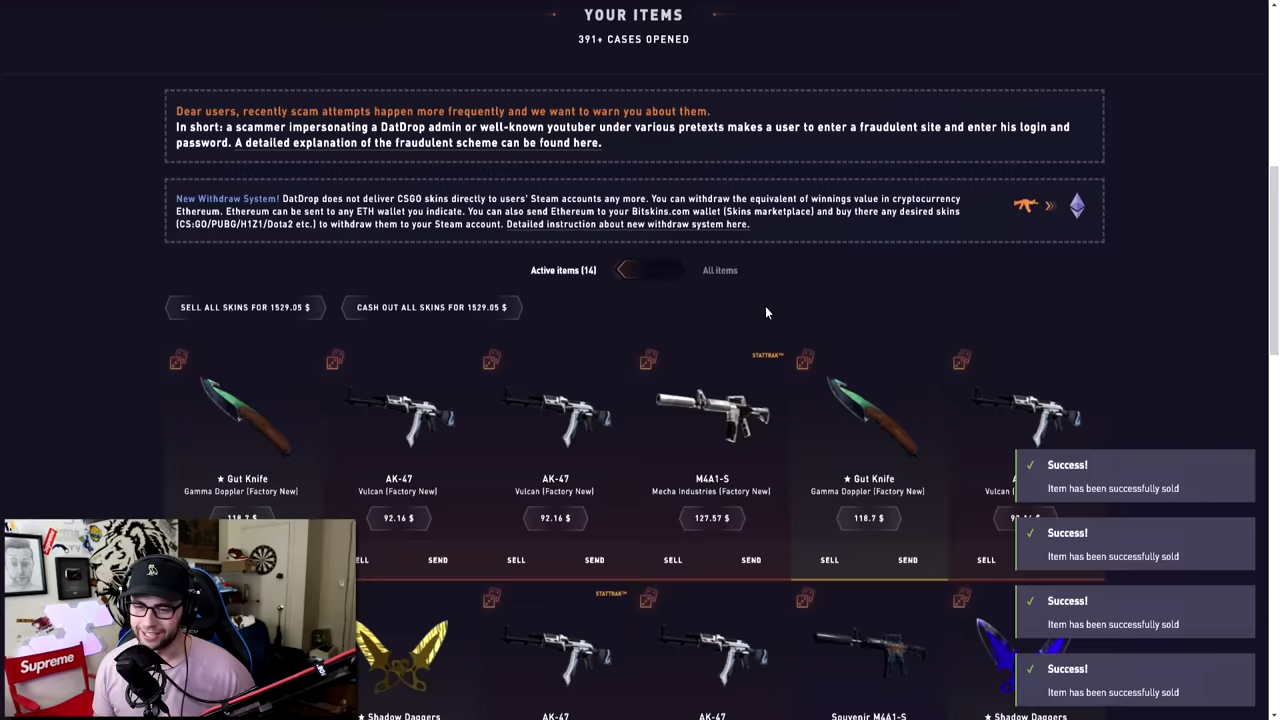 YOUR ITEMS
391+ CASES OPENED
Dear users, recently scam attempts happen more frequently and we want to warn you about them.
In short: a scammer impersonating a DatDrop admin or well-known youtuber under various pretexts makes a user to enter a fraudulent site and enter his login and
password. A detailed explanation of the fraudulent scheme can be found here.
New Withdraw System! DatDrop does not deliver CSGO skins directly to users' Steam accounts any more. You can withdraw the equivalent of winnings value in cryptocurrency
Ethereum. Ethereum can be sent to any ETH wallet you indicate. You can also send Ethereum to your Bitskins.com wallet (Skins marketplace) and buy there any desired skins
(CS:GO/PUBG/H1Z1/Dota2 etc.) to withdraw them to your Steam account. Detailed instruction about new withdraw system here.
Active items (14) All items
SELL ALL SKINS FOR 1529.05 $ CASH OUT ALL SKINS FOR 1529.05 $
STATTRAK™
★ Gut Knife AK-47 AK-47 M4A1-S ★ Gut Knife
Gamma Doppler (Factory New) Vulcan (Factory New) Vulcan (Factory New) Mecha Industries (Factory New) Gamma Doppler (Factory New) Vulcan
118.7 $ 92.16 $ 92.16 $ 127.57 $ 118.7 $
SEND SELL SEND SELL SEND SELL SEND SELL
STATTRAK™
★ Shadow Daggers AK-47 AK-47 Souvenir M4A1-S ★ Shadow Daggers
Success!
Item has been successfully sold
Success!
Item has been successfully sold
Success!
Item has been successfully sold
Success!
Item has been successfully sold
Supreme